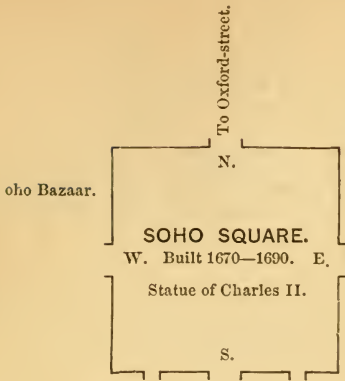 To Oxford-street.
N.
oho Bazaar.
SOHO SQUARE.
W. Built 1670—1690. E.
Statue of Charles II.
S.